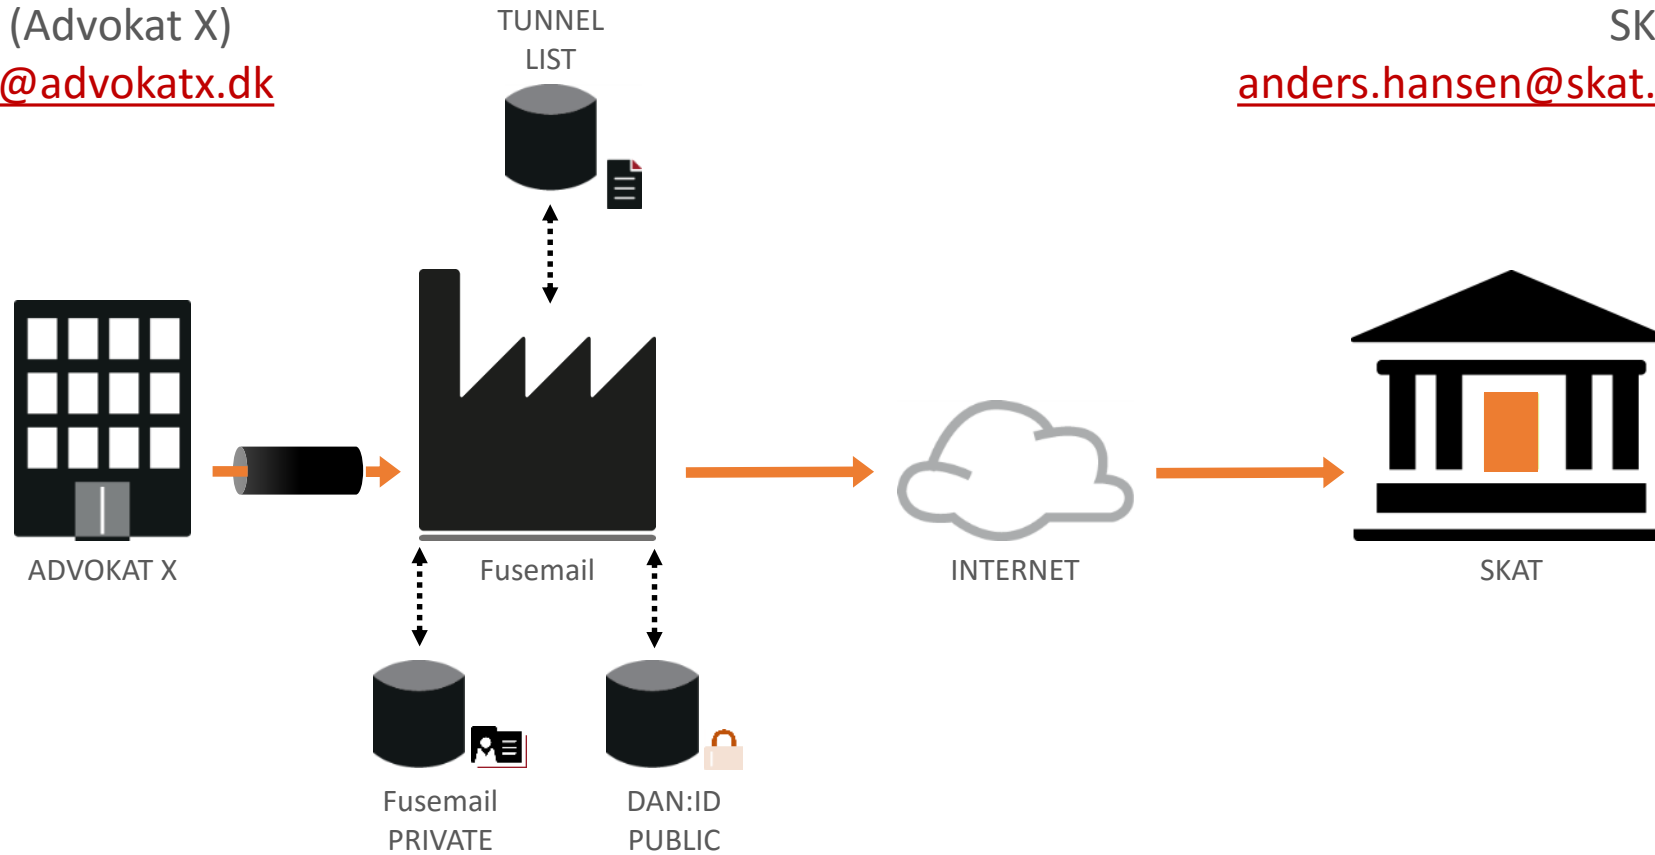 (Advokat X)
@advokatx.dk
TUNNEL
LIST
SK
anders.hansen@skat.
ADVOKAT X
Fusemail
INTERNET
SKAT
Fusemail
PRIVATE
DAN:ID
PUBLIC